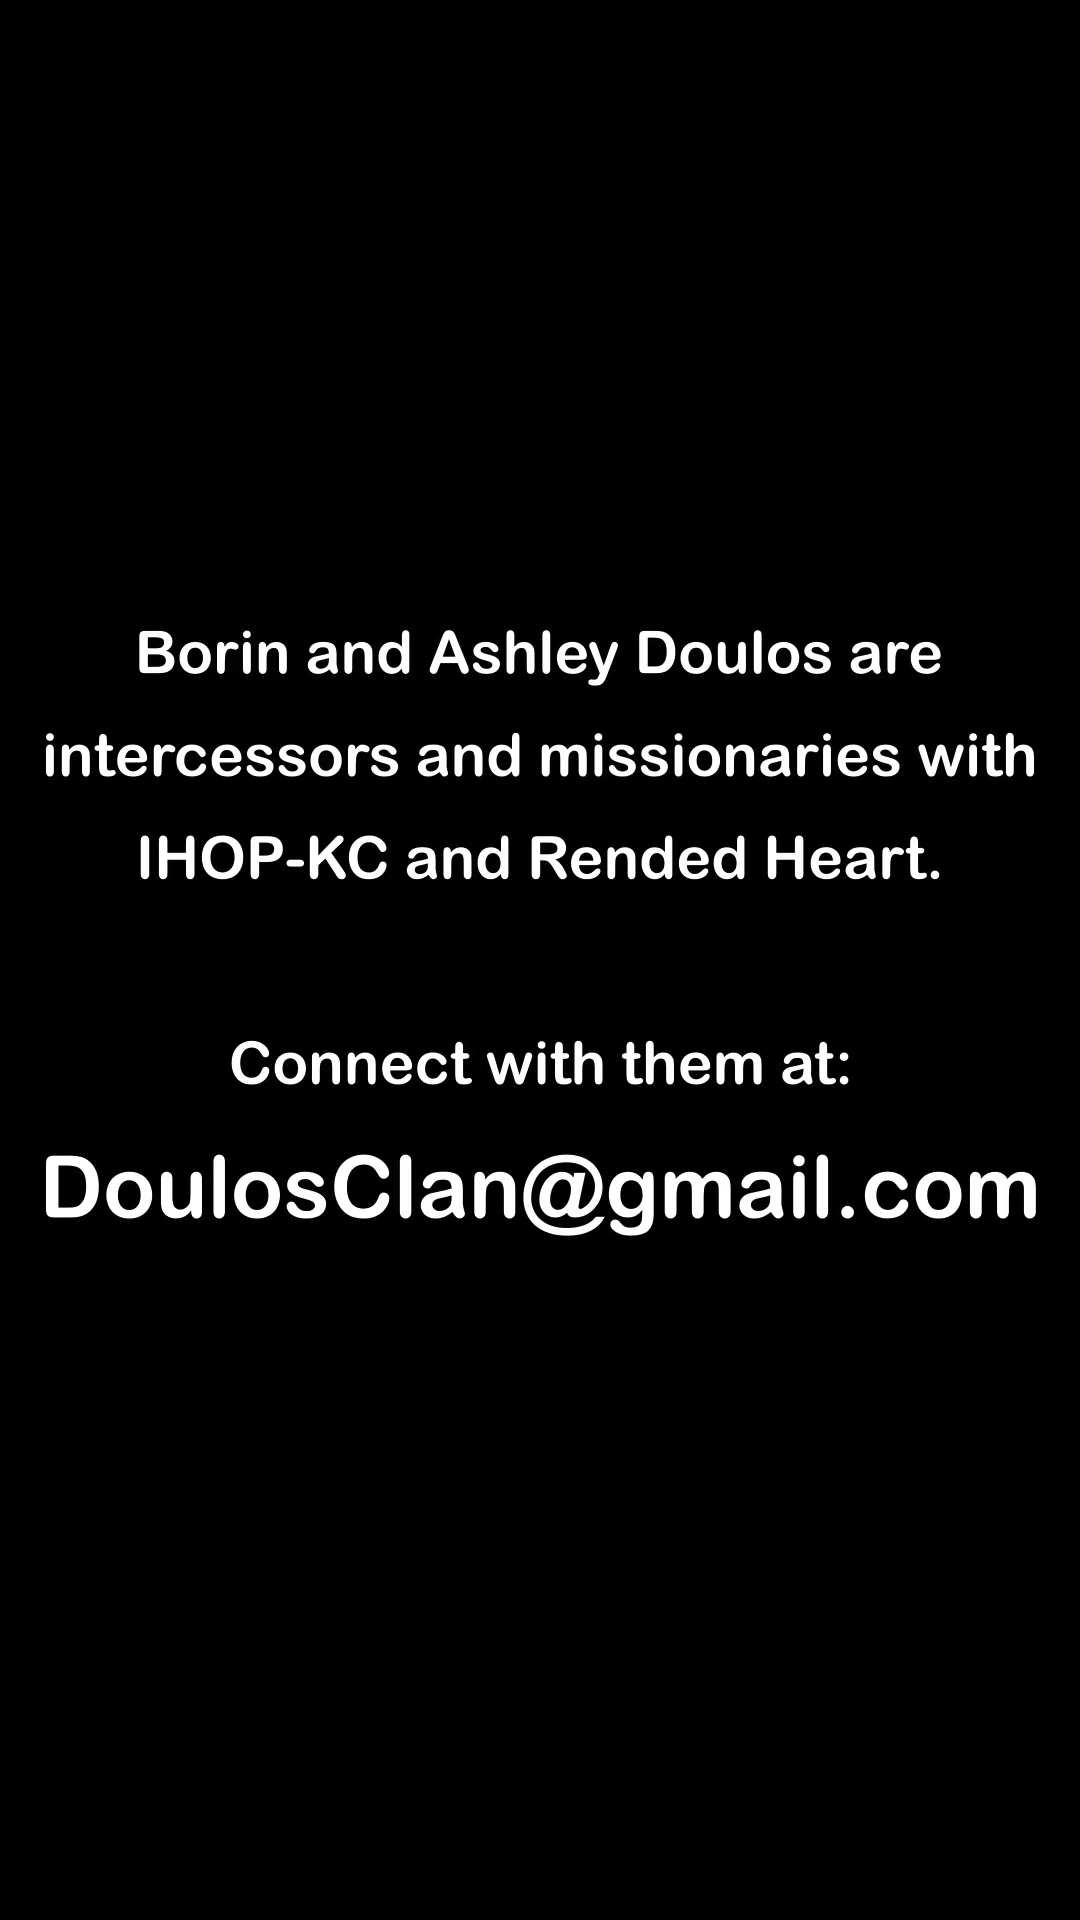 Borin and Ashley Doulos are
intercessors and missionaries with
IHOP-KC and Rended Heart.
Connect with them at:
DoulosClan@gmail.com